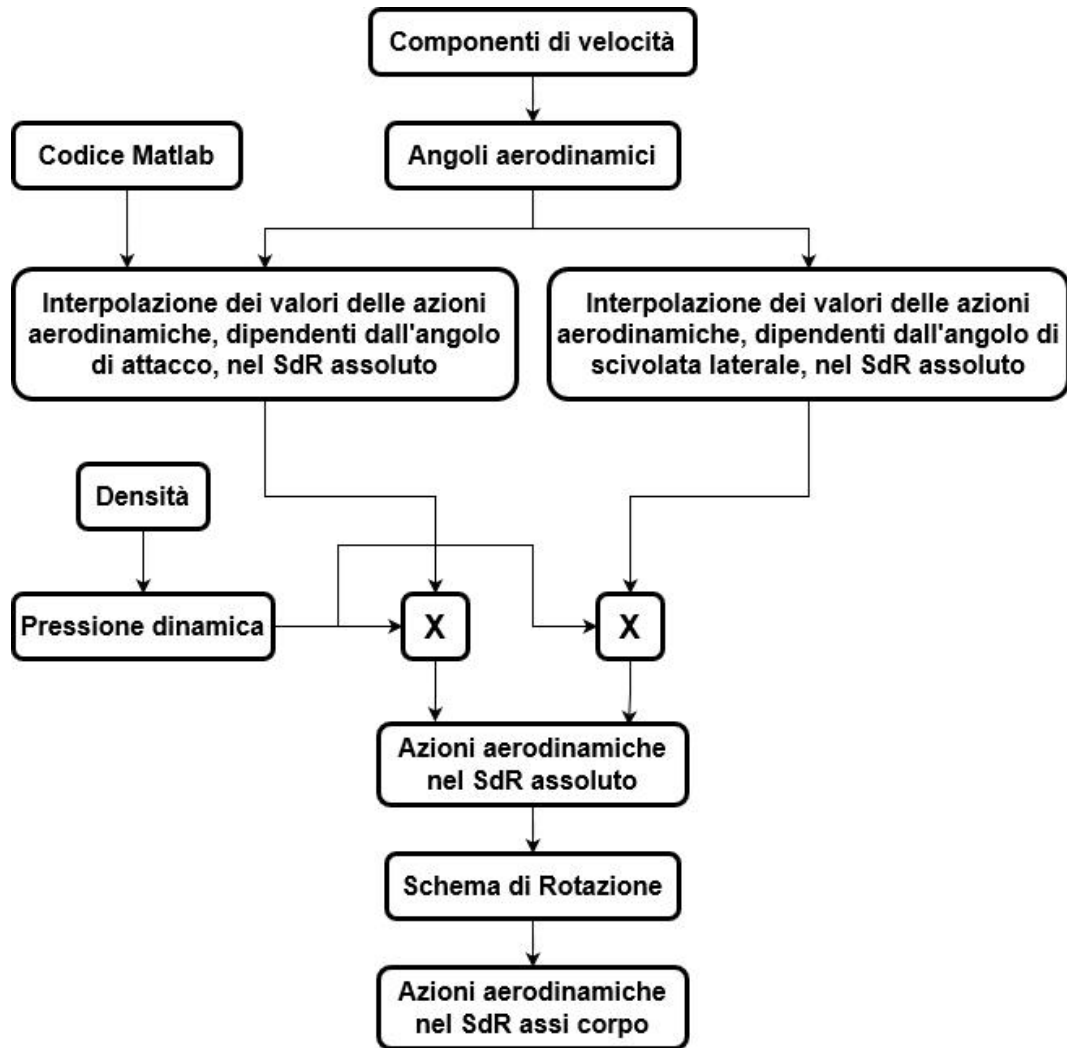 Componenti di velocità
Codice Matlab
Angoli aerodinamici
Interpolazione dei valori delle azioni
aerodinamiche, dipendenti dall'angolo
di attacco, nel SdR assoluto
Interpolazione dei valori delle azioni
aerodinamiche, dipendenti dall'angolo di
scivolata laterale, nel SdR assoluto
Densità
Pressione dinamica
X
X
Azioni aerodinamiche
nel SdR assoluto
Schema di Rotazione
Azioni aerodinamiche
nel SdR assi corpo